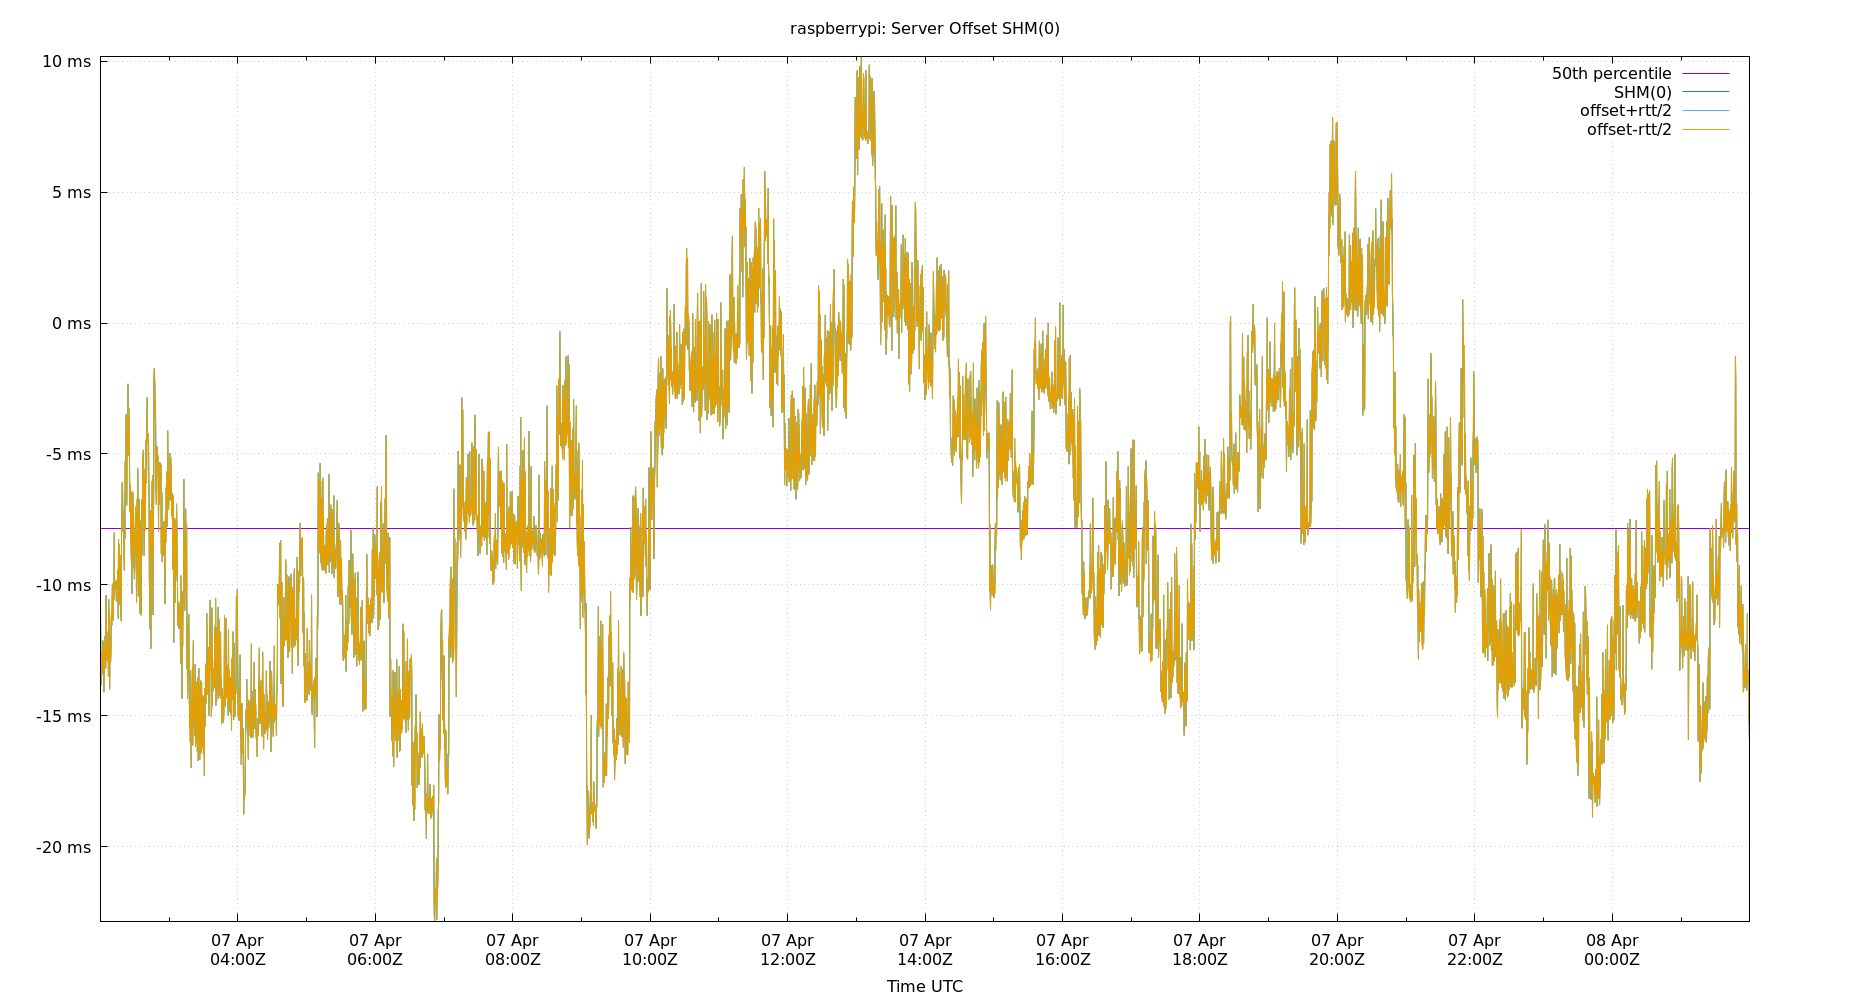 raspberrypi: Server Offset SHM(0)
10 ms
5 ms
0 ms
-5 ms
-10 ms
-15 ms
-20 ms
50th percentile
SHM(0)
offset+rtt/2
offset-rtt/2
07 Apr
04:00Z
07 Apr
06:00Z
07 Apr
08:00Z
07 Apr
10:00Z
07 Apr
12:00Z
07 Apr
14:00Z
07 Apr
16:00Z
07 Apr
18:00Z
07 Apr
20:00Z
07 Apr
22:00Z
08 Apr
00:00Z
Time UTC